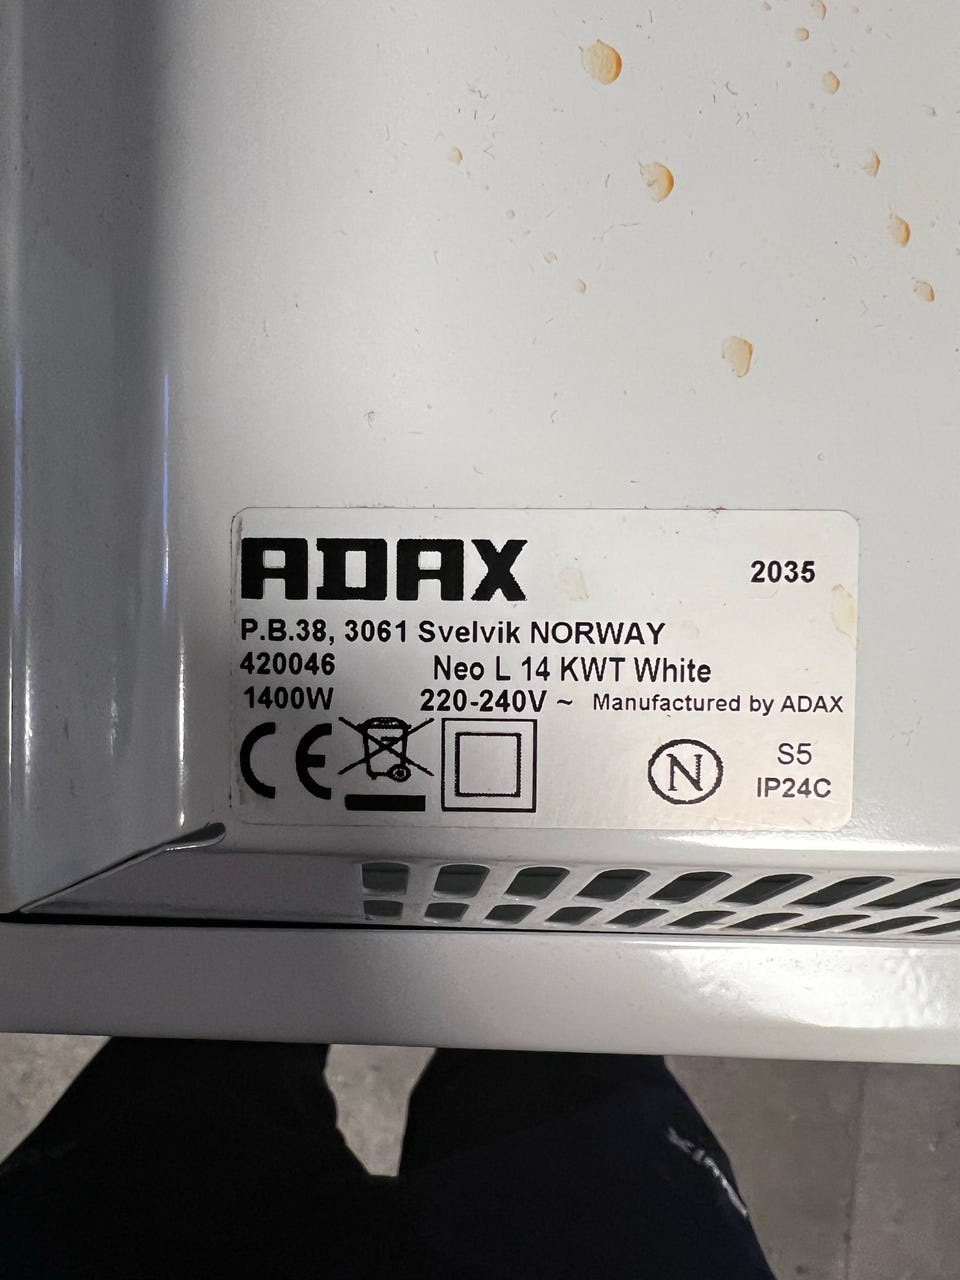 ADAX 2035
P.B.38, 3061 Svelvik NORWAY
420046 Neo L 14 KWT White
1400W 220-240V ~ Manufactured by ADAX
CE N S5
IP24C